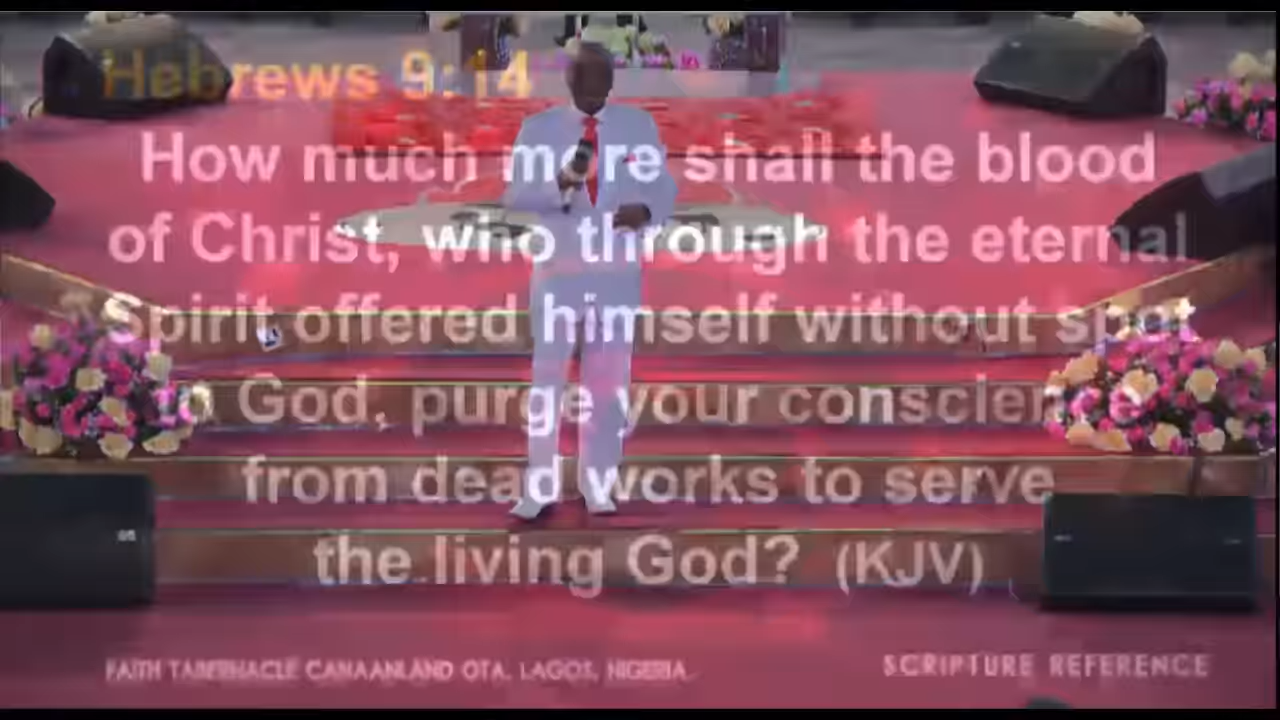 Hebrews 9:14
How much more shall the blood
of Christ, who through the eternal
Spirit offered himself without spot
to God, purge your conscience
from dead works to serve
the living God? (KJV)
FAITH TABERNACLE CANAANLAND OTA, LAGOS, NIGERIA.
SCRIPTURE REFERENCE